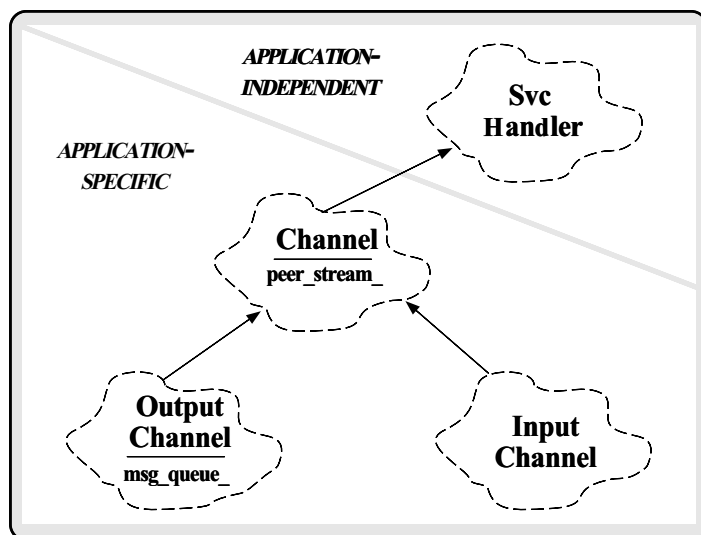 APPLICATION-
INDEPENDENT
Svc
Handler
APPLICATION-
SPECIFIC
Channel
peer_stream_
Output
Channel
msg_queue_
Input
Channel